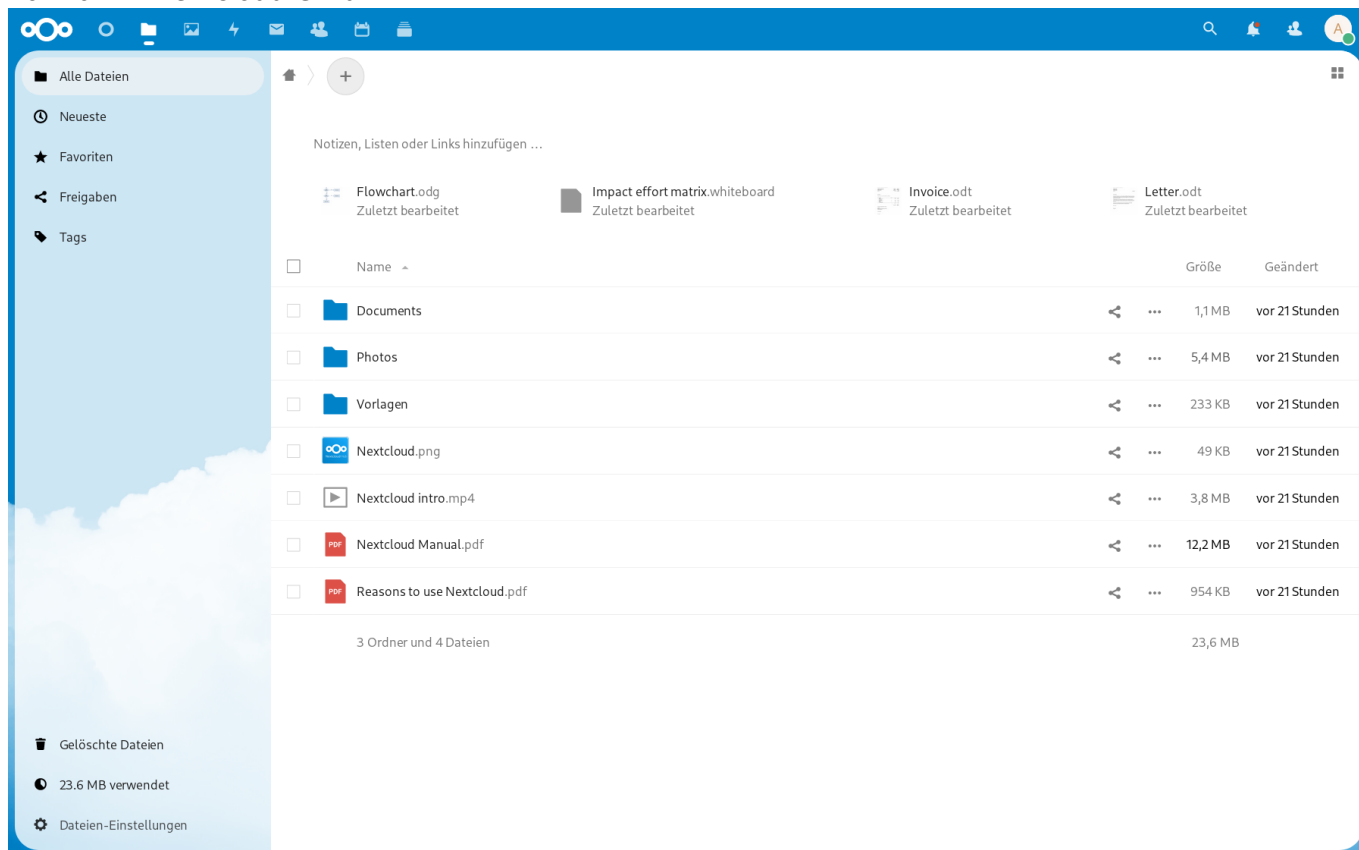 A
Alle Dateien
Neueste
Favoriten
Freigaben
Tags
Notizen, Listen oder Links hinzufügen …
Flowchart.odg
Zuletzt bearbeitet
Impact effort matrix.whiteboard
Zuletzt bearbeitet
Invoice.odt
Zuletzt bearbeitet
Letter.odt
Zuletzt bearbeitet
Name Größe Geändert
Documents 1,1 MB vor 21 Stunden
Photos 5,4 MB vor 21 Stunden
Vorlagen 233 KB vor 21 Stunden
Nextcloud.png 49 KB vor 21 Stunden
Nextcloud intro.mp4 3,8 MB vor 21 Stunden
PDF Nextcloud Manual.pdf 12,2 MB vor 21 Stunden
PDF Reasons to use Nextcloud.pdf 954 KB vor 21 Stunden
3 Ordner und 4 Dateien 23,6 MB
Gelöschte Dateien
23.6 MB verwendet
Dateien-Einstellungen